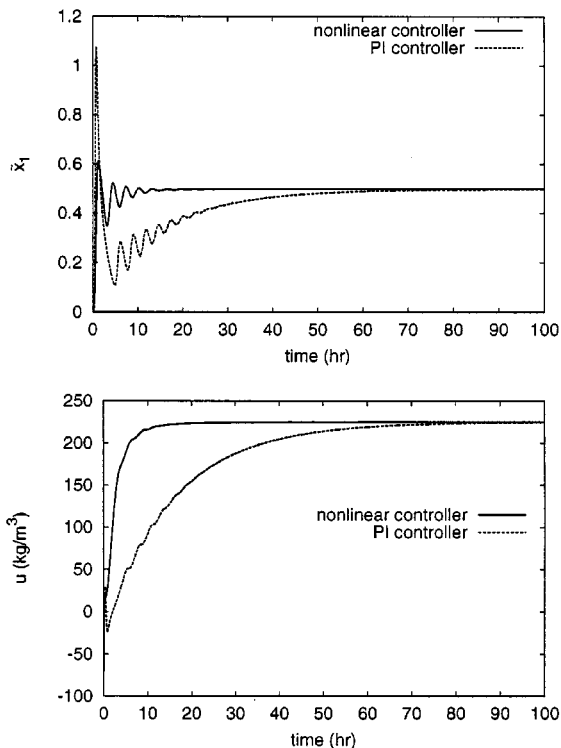 nonlinear controller
PI controller
1.2
1
0.8
0.6
0.4
0.2
0
x̃₁
0 10 20 30 40 50 60 70 80 90 100
time (hr)
250
200
150
100
50
0
-50
-100
u (kg/m³)
nonlinear controller
PI controller
0 10 20 30 40 50 60 70 80 90 100
time (hr)